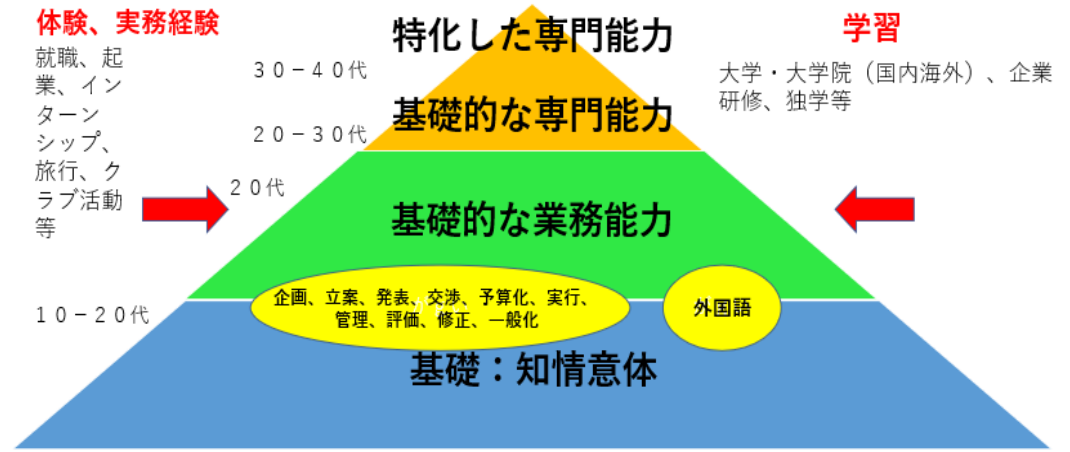 体験、実務経験
就職、起
業、イン
ターン
シップ、
旅行、ク
ラブ活動
等
特化した専門能力
３０－４０代
基礎的な専門能力
２０－３０代
２０代
基礎的な業務能力
学習
大学・大学院（国内海外）、企業
研修、独学等
企画、立案、発表、交渉、予算化、実行、
管理、評価、修正、一般化
外国語
１０－２０代
基礎：知情意体